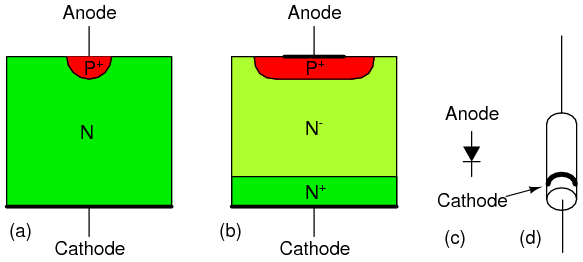 Anode
P+
N
Cathode
(a)
Anode
P+
N-
N+
Cathode
(b)
Anode
Cathode
(c)
(d)